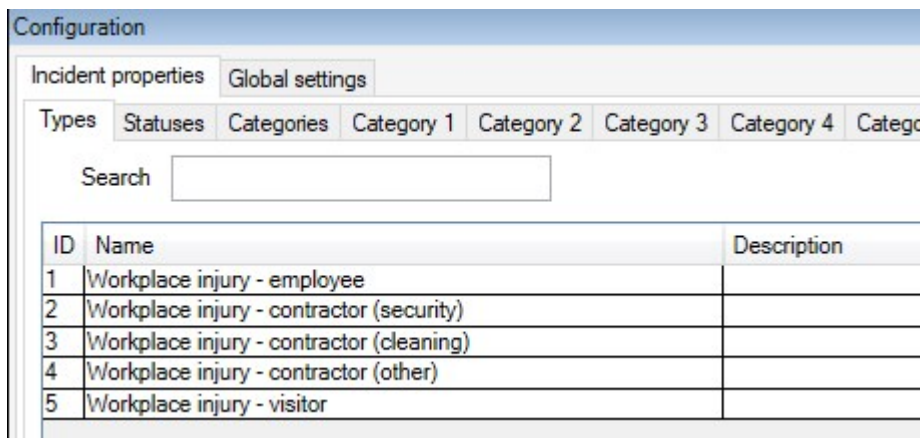 Configuration
Incident properties Global settings
Types Statuses Categories Category 1 Category 2 Category 3 Category 4
Search
ID Name Description
1 Workplace injury - employee
2 Workplace injury - contractor (security)
3 Workplace injury - contractor (cleaning)
4 Workplace injury - contractor (other)
5 Workplace injury - visitor